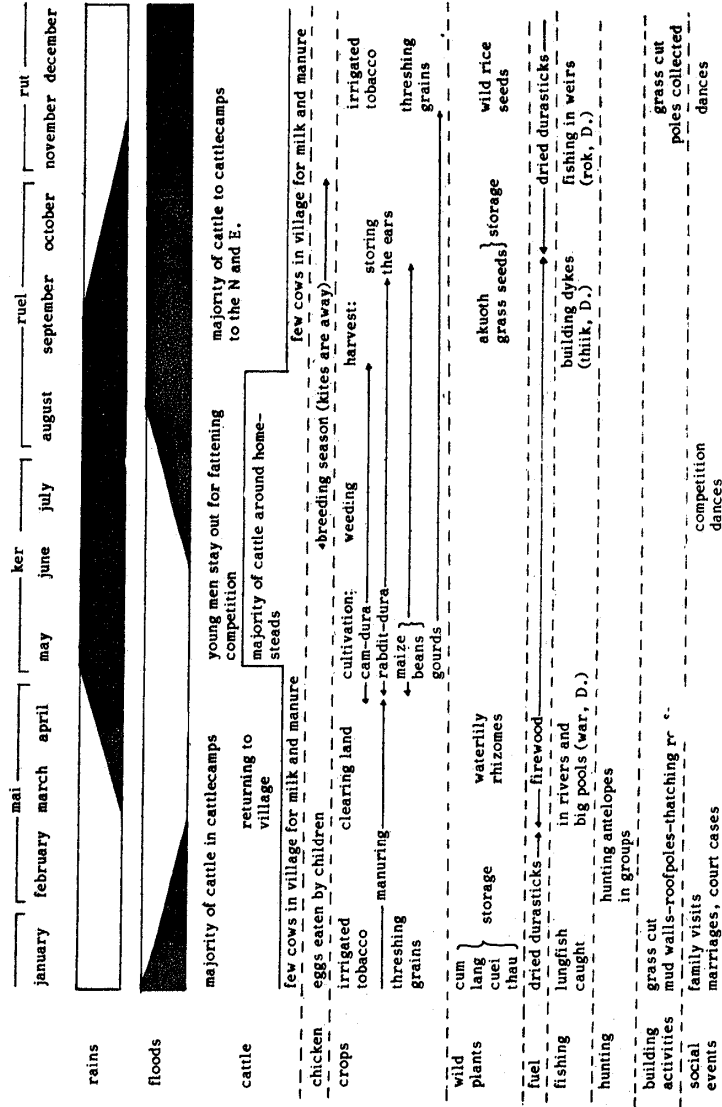 mai ker ruel rut
january february march april may june july august september october november december
rains
floods
cattle
majority of cattle in cattlecamps
returning to
village
young men stay out for fattening
competition
majority of cattle around home-
steads
majority of cattle to cattlecamps
to the N and E.
few cows in village for milk and manure
few cows in village for milk and manure
chicken
eggs eaten by children
breeding season (kites are away)
crops
irrigated
tobacco
clearing land
cultivation:
weeding
harvest:
irrigated
tobacco
manuring
cam-dura
rabdit-dura
storing
the ears
threshing
grains
maize
beans
gourds
threshing
grains
wild
plants
cum
lang
cuei
thau
storage
waterlily
rhizomes
akuoth
grass seeds
storage
wild rice
seeds
fuel
dried durasticks
firewood
dried durasticks
fishing
lungfish
caught
in rivers and
big pools (war, D.)
building dykes
(thiik, D.)
fishing in weirs
(rok, D.)
hunting
hunting antelopes
in groups
building
activities
grass cut
mud walls-roofpoles-thatching
grass cut
poles collected
social
events
family visits
marriages, court cases
competition
dances
dances